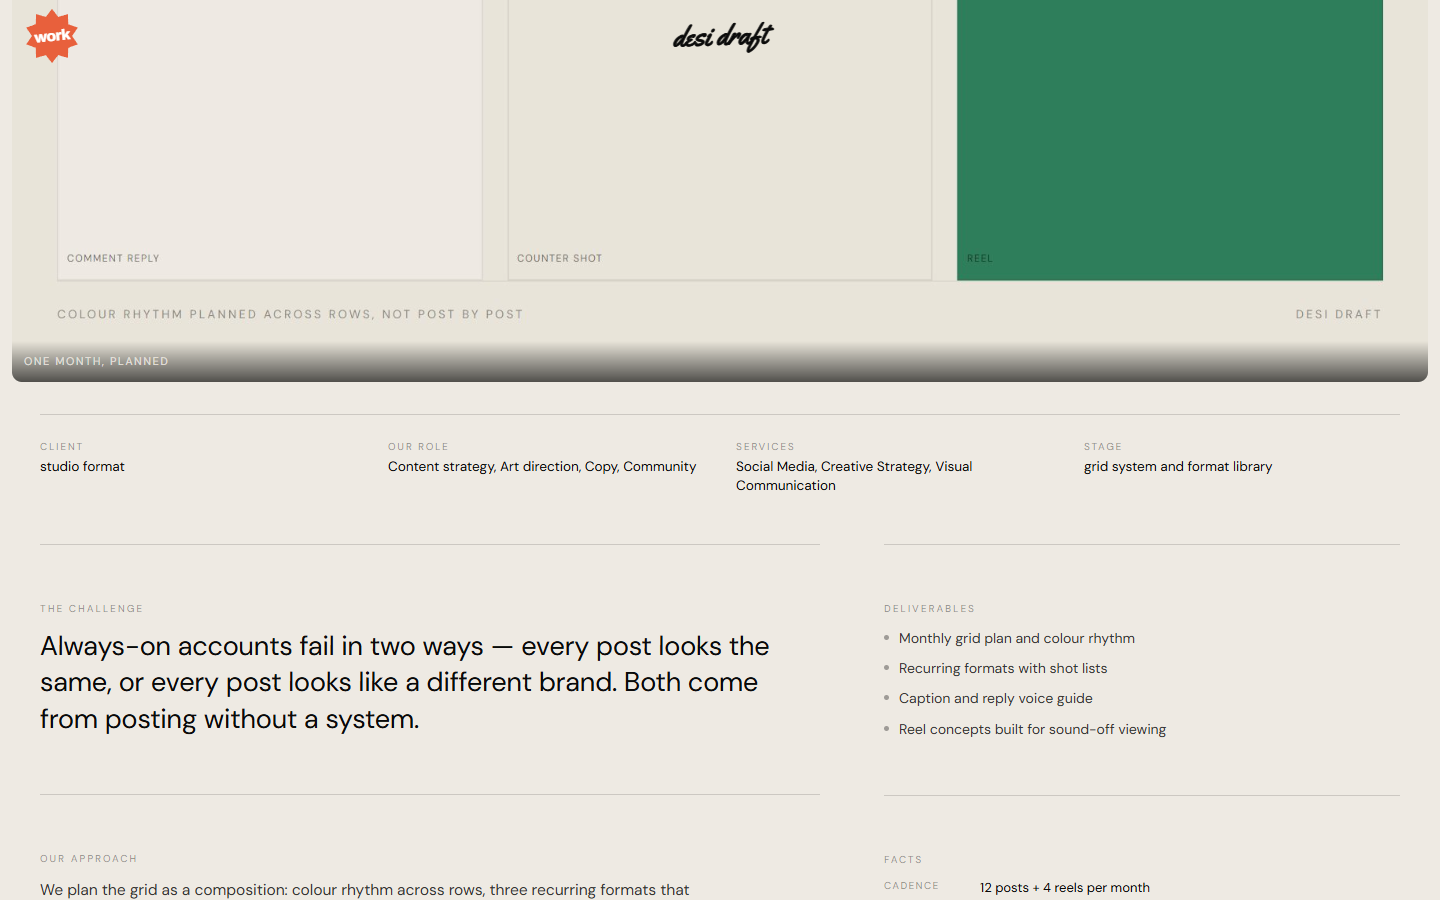 work
desi draft
COMMENT REPLY
COUNTER SHOT
REEL
COLOUR RHYTHM PLANNED ACROSS ROWS, NOT POST BY POST
DESI DRAFT
ONE MONTH, PLANNED
CLIENT
studio format
OUR ROLE
Content strategy, Art direction, Copy, Community
SERVICES
Social Media, Creative Strategy, Visual
Communication
STAGE
grid system and format library
THE CHALLENGE
Always-on accounts fail in two ways — every post looks the
same, or every post looks like a different brand. Both come
from posting without a system.
DELIVERABLES
Monthly grid plan and colour rhythm
Recurring formats with shot lists
Caption and reply voice guide
Reel concepts built for sound-off viewing
OUR APPROACH
We plan the grid as a composition: colour rhythm across rows, three recurring formats that
FACTS
CADENCE
12 posts + 4 reels per month